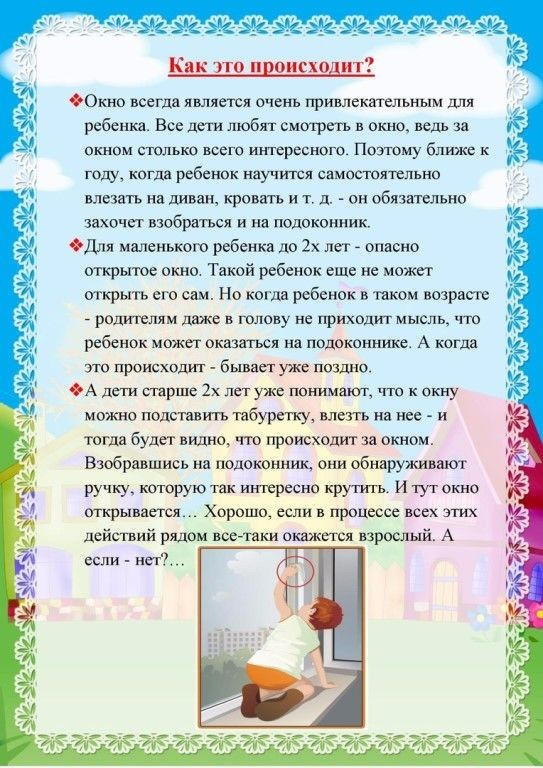 Как это происходит?
❖Окно всегда является очень привлекательным для
ребенка. Все дети любят смотреть в окно, ведь за
окном столько всего интересного. Поэтому ближе к
году, когда ребенок научится самостоятельно
влезать на диван, кровать и т. д. - он обязательно
захочет взобраться и на подоконник.
❖Для маленького ребенка до 2х лет - опасно
открытое окно. Такой ребенок еще не может
открыть его сам. Но когда ребенок в таком возрасте
- родителям даже в голову не приходит мысль, что
ребенок может оказаться на подоконнике. А когда
это происходит - бывает уже поздно.
❖А дети старше 2х лет уже понимают, что к окну
можно подставить табуретку, влезть на нее - и
тогда будет видно, что происходит за окном.
Взобравшись на подоконник, они обнаруживают
ручку, которую так интересно крутить. И тут окно
открывается… Хорошо, если в процессе всех этих
действий рядом все-таки окажется взрослый. А
если - нет?…